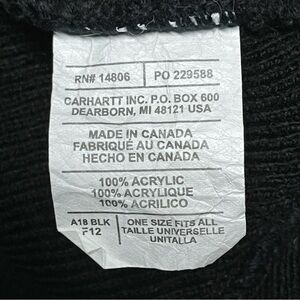 RN# 14806 PO 229588
CARHARTT INC. P.O. BOX 600
DEARBORN, MI 48121 USA
MADE IN CANADA
FABRIQUÉ AU CANADA
HECHO EN CANADA
100% ACRYLIC
100% ACRYLIQUE
100% ACRILICO
A18 BLK
F12
ONE SIZE FITS ALL
TAILLE UNIVERSELLE
UNITALLA